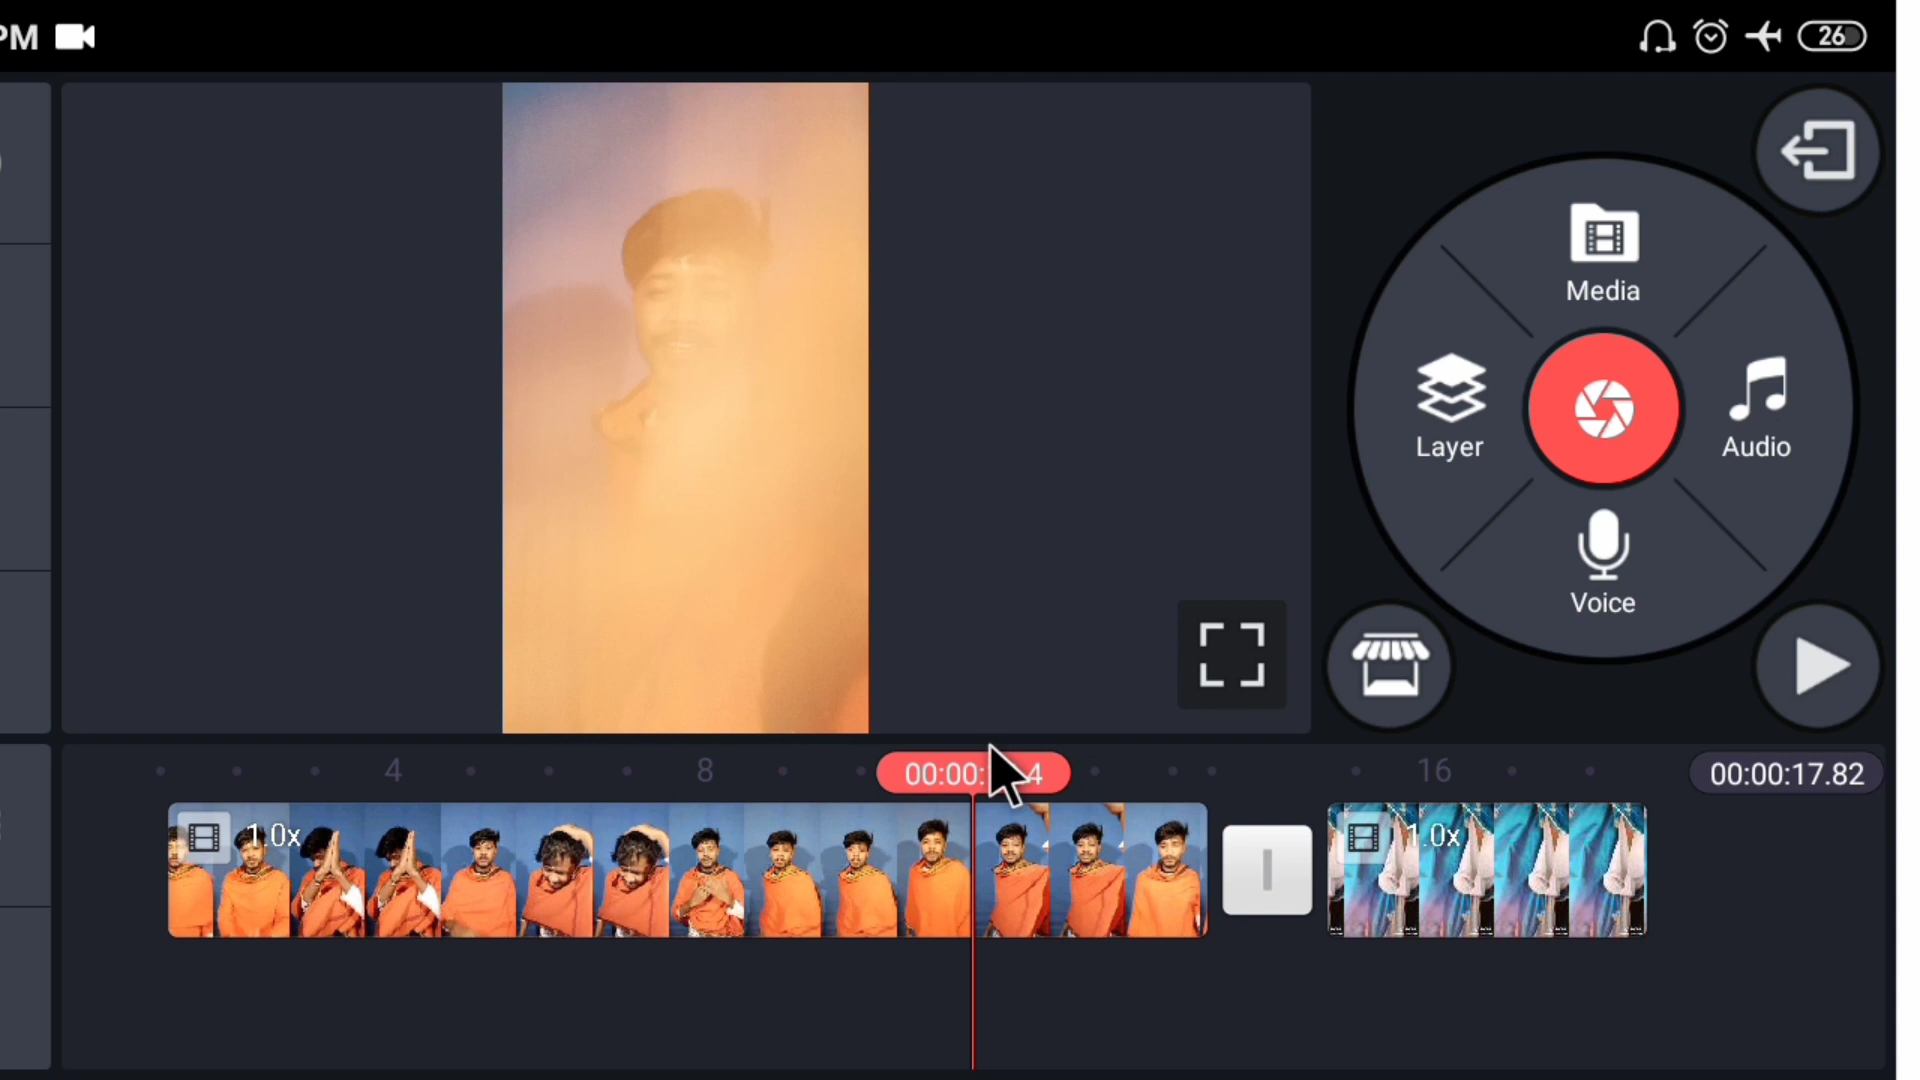 PM
26
Media
Layer
Audio
Voice
4
8
16
00:00:
4
00:00:17.82
1.0x
1.0x